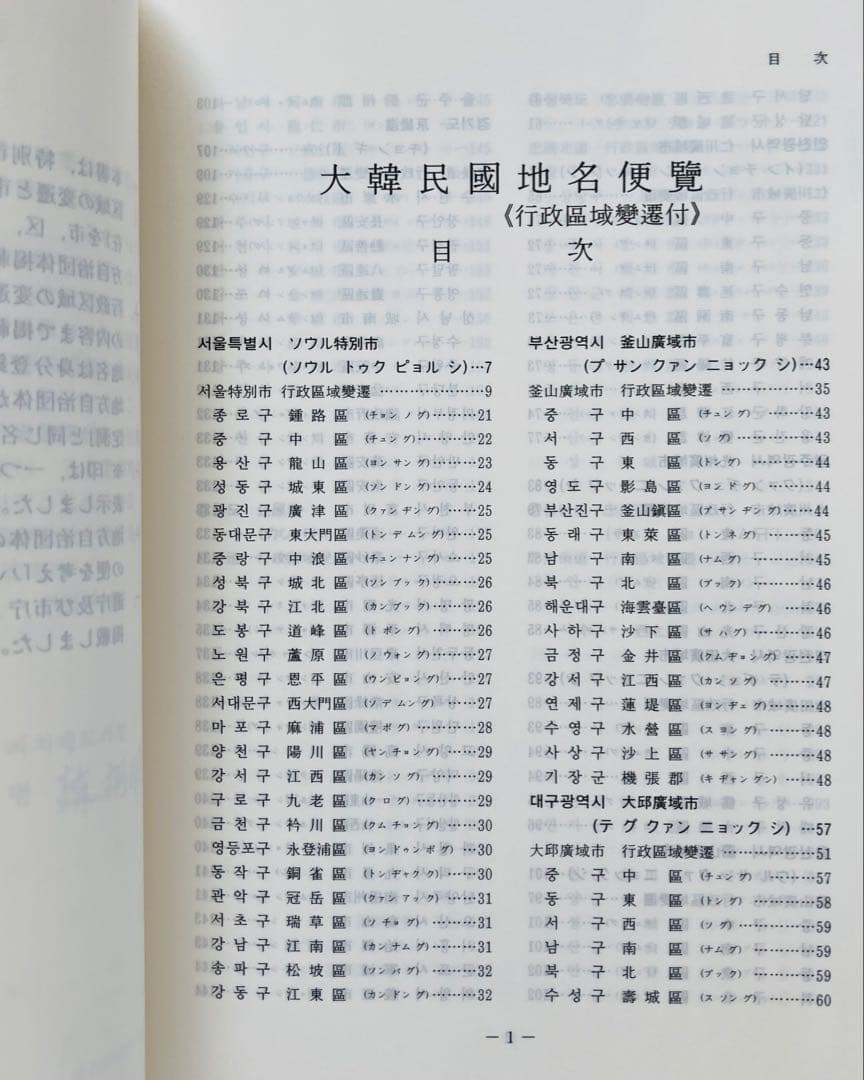 目　次
大韓民國地名便覽
《行政區域變遷付》
目　次
서울특별시　ソウル特別市
(ソウル トゥク ピョル シ)…7
서울特別市　行政區域變遷……………9
종로구 鍾路區 (チョン ノ グ)……21
중　구 中　區 (チュング)………22
용산구 龍山區 (ヨンサング)……23
성동구 城東區 (ソンドング)……24
광진구 廣津區 (クァンヂング)……25
동대문구 東大門區 (トンデムング)……25
중랑구 中浪區 (チュンナング)……25
성북구 城北區 (ソンブック)……26
강북구 江北區 (カンブック)……26
도봉구 道峰區 (トボング)………26
노원구 蘆原區 (ノウォング)……27
은평구 恩平區 (ウンピョング)……27
서대문구 西大門區 (ソデムング)……27
마포구 麻浦區 (マポグ)………28
양천구 陽川區 (ヤンチョング)……29
강서구 江西區 (カンソグ)………29
구로구 九老區 (クログ)………29
금천구 衿川區 (クムチョング)……30
영등포구 永登浦區 (ヨンドゥンポグ)……30
동작구 銅雀區 (トンヂャクク)……30
관악구 冠岳區 (クァンアック)……31
서초구 瑞草區 (ソチョグ)………31
강남구 江南區 (カンナムグ)……31
송파구 松坡區 (ソンパグ)………32
강동구 江東區 (カンドング)……32
부산광역시　釜山廣域市
(プ サン クァン ニョック シ)…43
釜山廣域市　行政區域變遷……………35
중　구 中　區 (チュング)………43
서　구 西　區 (ソグ)…………43
동　구 東　區 (トング)………44
영도구 影島區 (ヨンドグ)………44
부산진구 釜山鎭區 (プサンヂング)……44
동래구 東萊區 (トンネグ)………45
남　구 南　區 (ナムグ)………45
북　구 北　區 (プック)………46
해운대구 海雲臺區 (ヘウンデグ)……46
사하구 沙下區 (サハグ)………46
금정구 金井區 (クムヂョング)……47
강서구 江西區 (カンソグ)………47
연제구 蓮堤區 (ヨンヂェグ)……48
수영구 水營區 (スヨング)………48
사상구 沙上區 (ササング)………48
기장군 機張郡 (キヂャングン)……48
대구광역시　大邱廣域市
(テ グ クァン ニョック シ)…57
大邱廣域市　行政區域變遷……………51
중　구 中　區 (チュング)………57
동　구 東　區 (トング)………58
서　구 西　區 (ソグ)…………59
남　구 南　區 (ナムグ)………59
북　구 北　區 (プック)………59
수성구 壽城區 (スソング)………60
― 1 ―